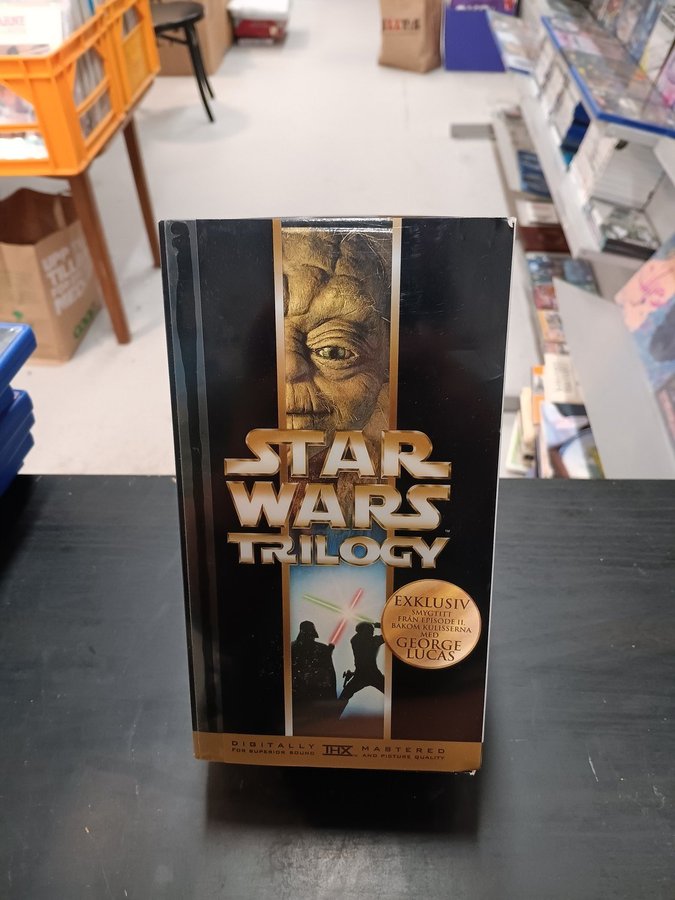 STAR
WARS
TRILOGY
™
EXKLUSIV
SMYGTITT
FRÅN EPISODE II,
BAKOM KULISSERNA
MED
GEORGE
LUCAS
DIGITALLY THX MASTERED
FOR SUPERIOR SOUND AND PICTURE QUALITY